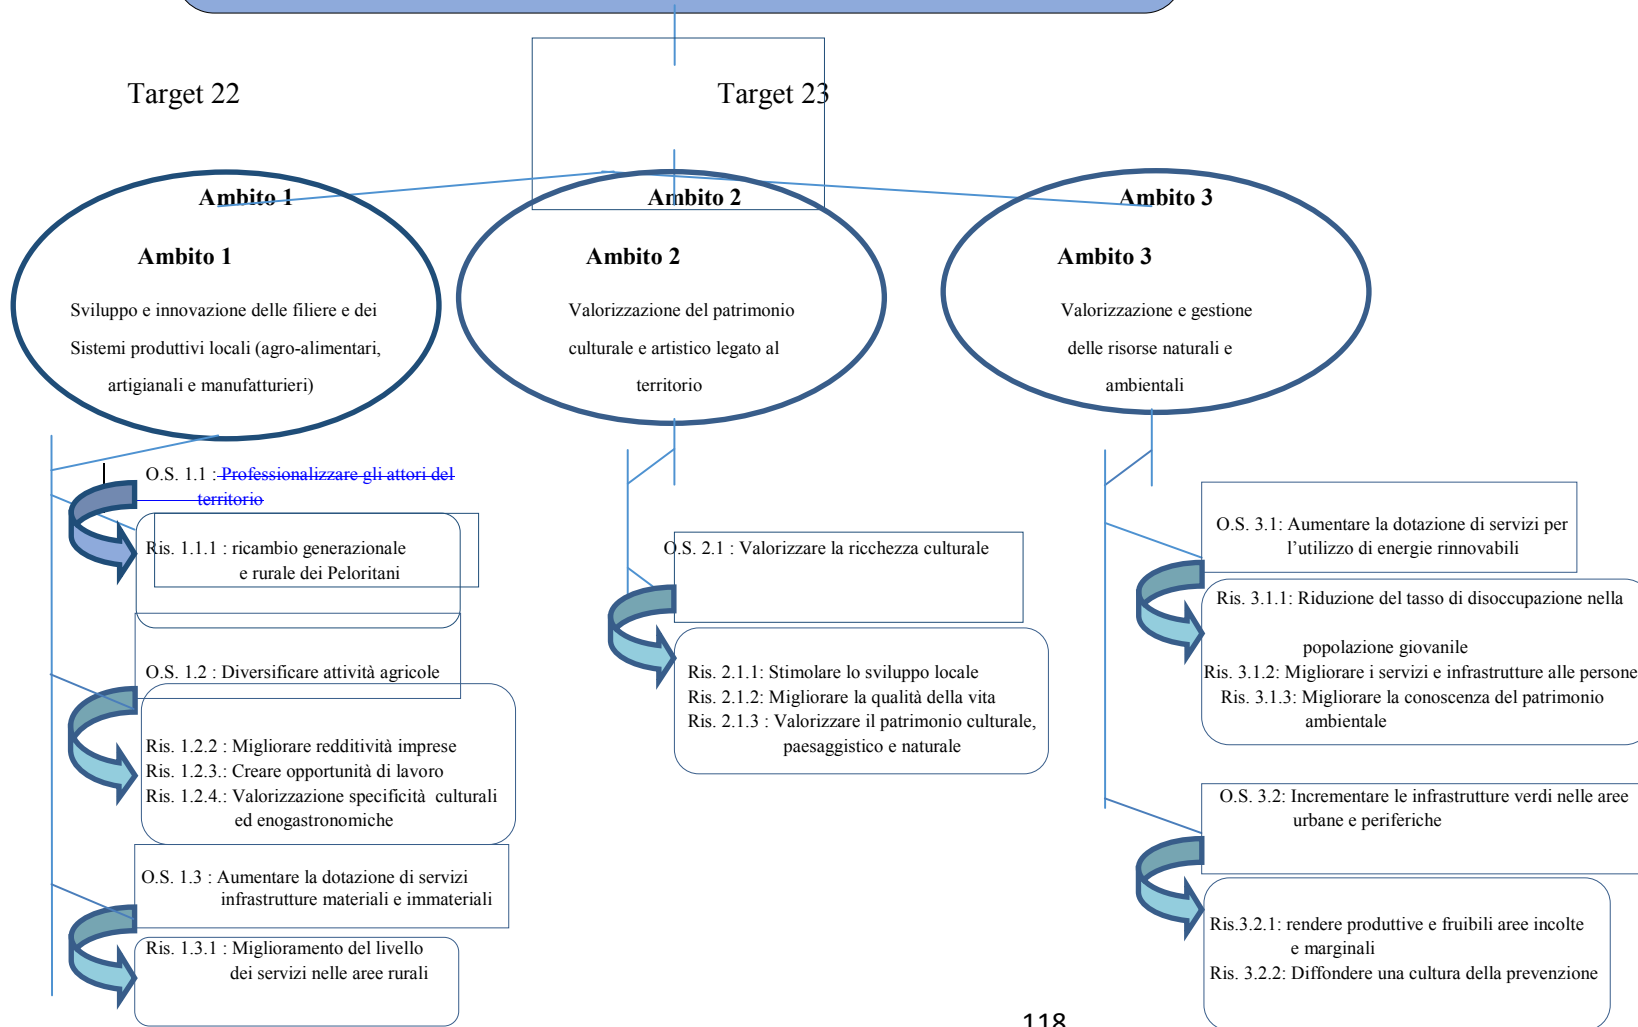 Target 22
Target 23
Ambito 1
Ambito 2
Ambito 3
Ambito 1
Sviluppo e innovazione delle filiere e dei
Sistemi produttivi locali (agro-alimentari,
artigianali e manufatturieri)
Ambito 2
Valorizzazione del patrimonio
culturale e artistico legato al
territorio
Ambito 3
Valorizzazione e gestione
delle risorse naturali e
ambientali
O.S. 1.1 : Professionalizzare gli attori del
territorio
Ris. 1.1.1 : ricambio generazionale
e rurale dei Peloritani
O.S. 1.2 : Diversificare attività agricole
Ris. 1.2.2 : Migliorare redditività imprese
Ris. 1.2.3.: Creare opportunità di lavoro
Ris. 1.2.4.: Valorizzazione specificità culturali
ed enogastronomiche
O.S. 1.3 : Aumentare la dotazione di servizi
infrastrutture materiali e immateriali
Ris. 1.3.1 : Miglioramento del livello
dei servizi nelle aree rurali
O.S. 2.1 : Valorizzare la ricchezza culturale
Ris. 2.1.1: Stimolare lo sviluppo locale
Ris. 2.1.2: Migliorare la qualità della vita
Ris. 2.1.3 : Valorizzare il patrimonio culturale,
paesaggistico e naturale
O.S. 3.1: Aumentare la dotazione di servizi per
l’utilizzo di energie rinnovabili
Ris. 3.1.1: Riduzione del tasso di disoccupazione nella
popolazione giovanile
Ris. 3.1.2: Migliorare i servizi e infrastrutture alle persone
Ris. 3.1.3: Migliorare la conoscenza del patrimonio
ambientale
O.S. 3.2: Incrementare le infrastrutture verdi nelle aree
urbane e periferiche
Ris.3.2.1: rendere produttive e fruibili aree incolte
e marginali
Ris. 3.2.2: Diffondere una cultura della prevenzione
118